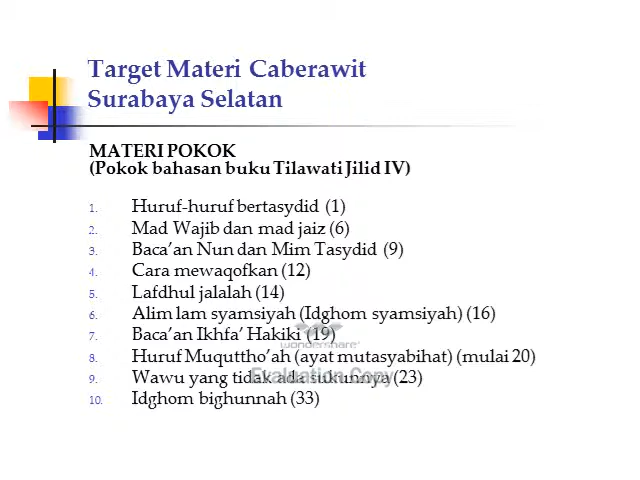 Target Materi Caberawit
Surabaya Selatan
MATERI POKOK
(Pokok bahasan buku Tilawati Jilid IV)
1. Huruf-huruf bertasydid (1)
2. Mad Wajib dan mad jaiz (6)
3. Baca’an Nun dan Mim Tasydid (9)
4. Cara mewaqofkan (12)
5. Lafdhul jalalah (14)
6. Alim lam syamsiyah (Idghom syamsiyah) (16)
7. Baca’an Ikhfa’ Hakiki (19)
wondershare
8. Huruf Muquttho’ah (ayat mutasyabihat) (mulai 20)
9. Wawu yang tidak ada sukunnya (23)
Evaluation Copy
10. Idghom bighunnah (33)